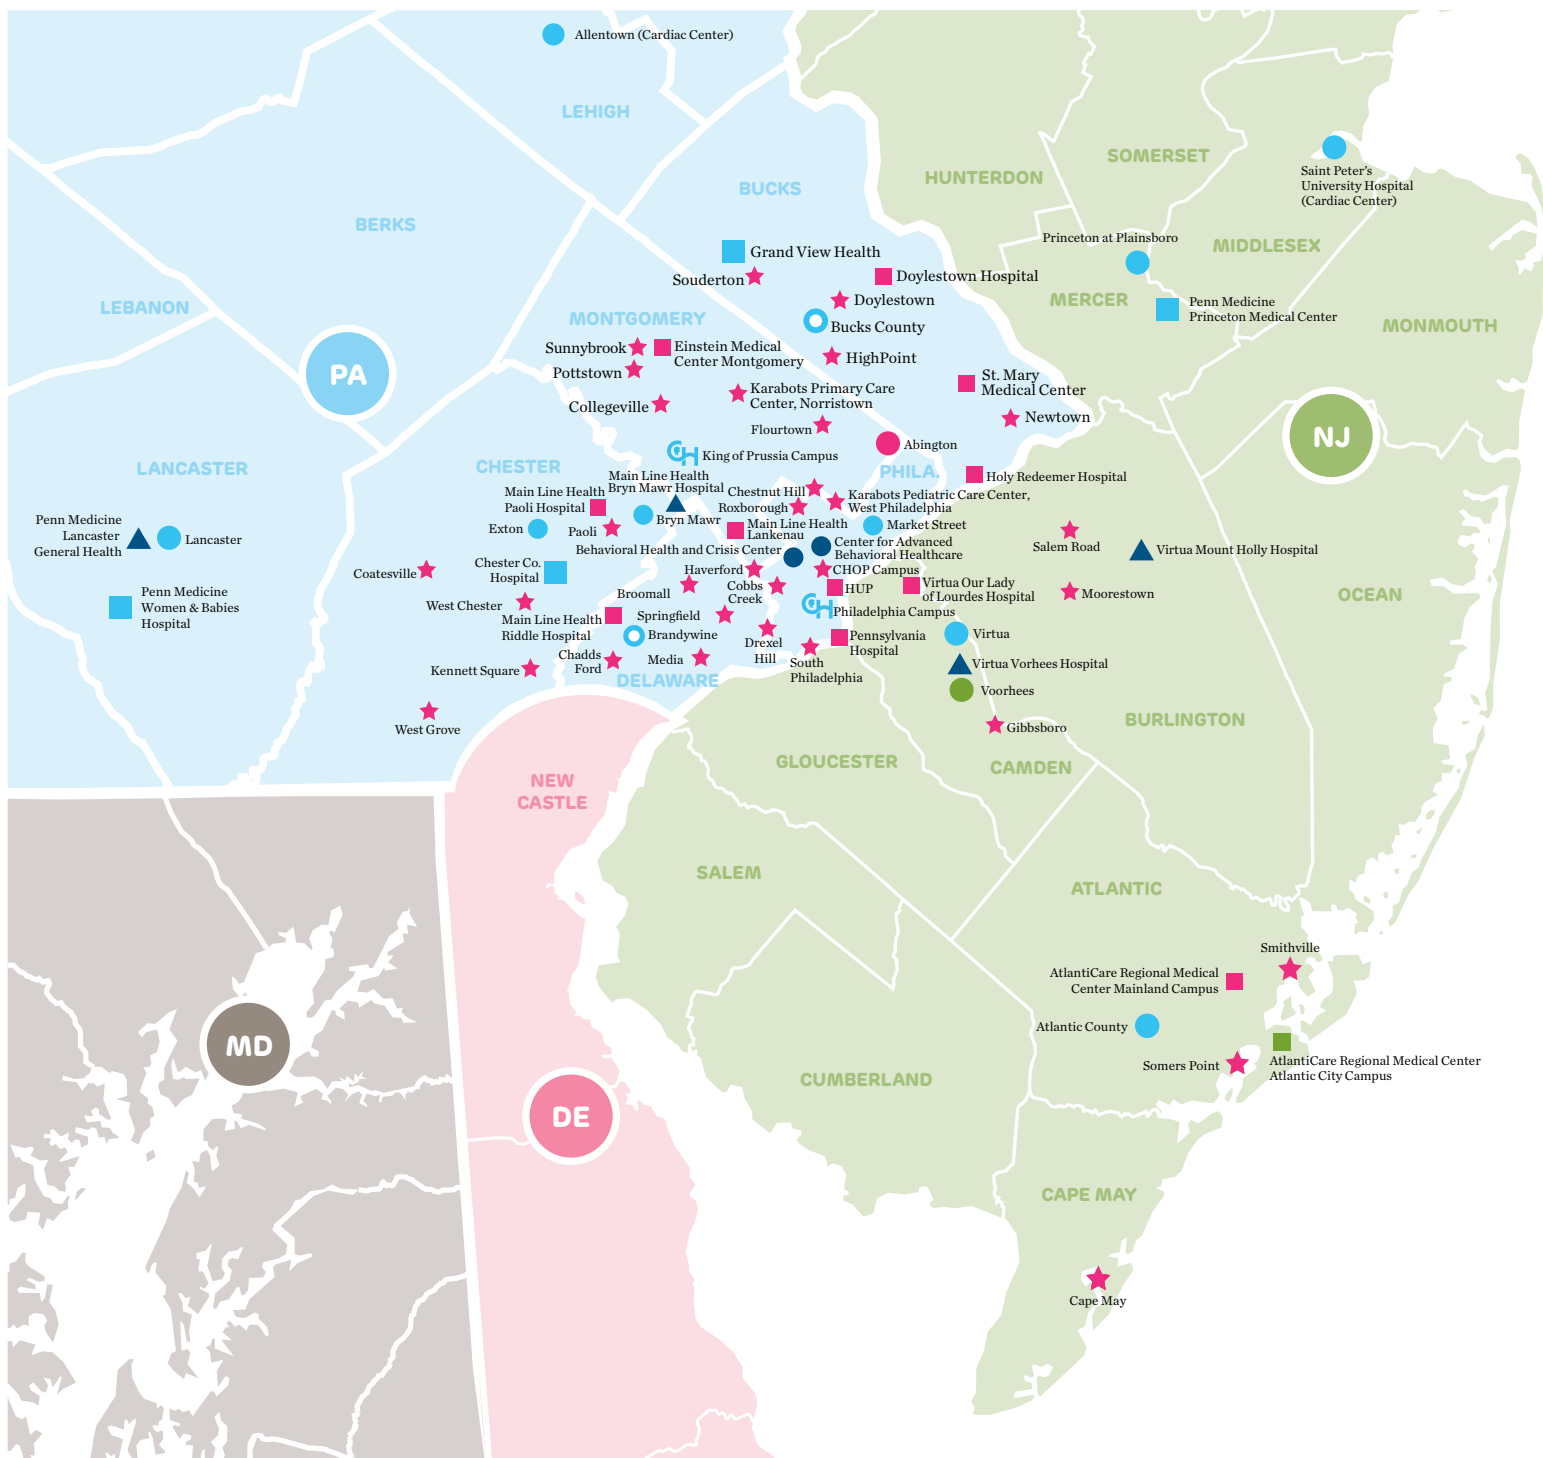 Allentown (Cardiac Center)
LEHIGH
BUCKS
BERKS
LEBANON
HUNTERDON
SOMERSET
Saint Peter's
University Hospital
(Cardiac Center)
Princeton at Plainsboro
MIDDLESEX
MERCER
Penn Medicine
Princeton Medical Center
MONMOUTH
Grand View Health
Souderton
Doylestown Hospital
Doylestown
Bucks County
MONTGOMERY
Sunnybrook
Einstein Medical
Center Montgomery
HighPoint
Pottstown
PA
St. Mary
Medical Center
Karabots Primary Care
Center, Norristown
Collegeville
Newtown
Flourtown
Abington
NJ
King of Prussia Campus
PHILA.
LANCASTER
CHESTER
Holy Redeemer Hospital
Main Line Health
Bryn Mawr Hospital
Main Line Health
Paoli Hospital
Chestnut Hill
Roxborough
Karabots Pediatric Care Center,
West Philadelphia
Penn Medicine
Lancaster
General Health
Lancaster
Exton
Paoli
Bryn Mawr
Main Line Health
Lankenau
Market Street
Behavioral Health and Crisis Center
Center for Advanced
Behavioral Healthcare
Salem Road
Virtua Mount Holly Hospital
Coatesville
Chester Co.
Hospital
Haverford
CHOP Campus
Broomall
Cobbs
Creek
HUP
Virtua Our Lady
of Lourdes Hospital
Moorestown
OCEAN
Penn Medicine
Women & Babies
Hospital
West Chester
Main Line Health
Riddle Hospital
Springfield
CH
Philadelphia Campus
Brandywine
Drexel
Hill
Pennsylvania
Hospital
Virtua
Kennett Square
Chadds
Ford
Media
South
Philadelphia
Virtua Vorhees Hospital
DELAWARE
Voorhees
West Grove
Gibbsboro
BURLINGTON
NEW
CASTLE
GLOUCESTER
CAMDEN
SALEM
ATLANTIC
Smithville
AtlantiCare Regional Medical
Center Mainland Campus
Atlantic County
MD
Somers Point
AtlantiCare Regional Medical Center
Atlantic City Campus
CUMBERLAND
DE
CAPE MAY
Cape May